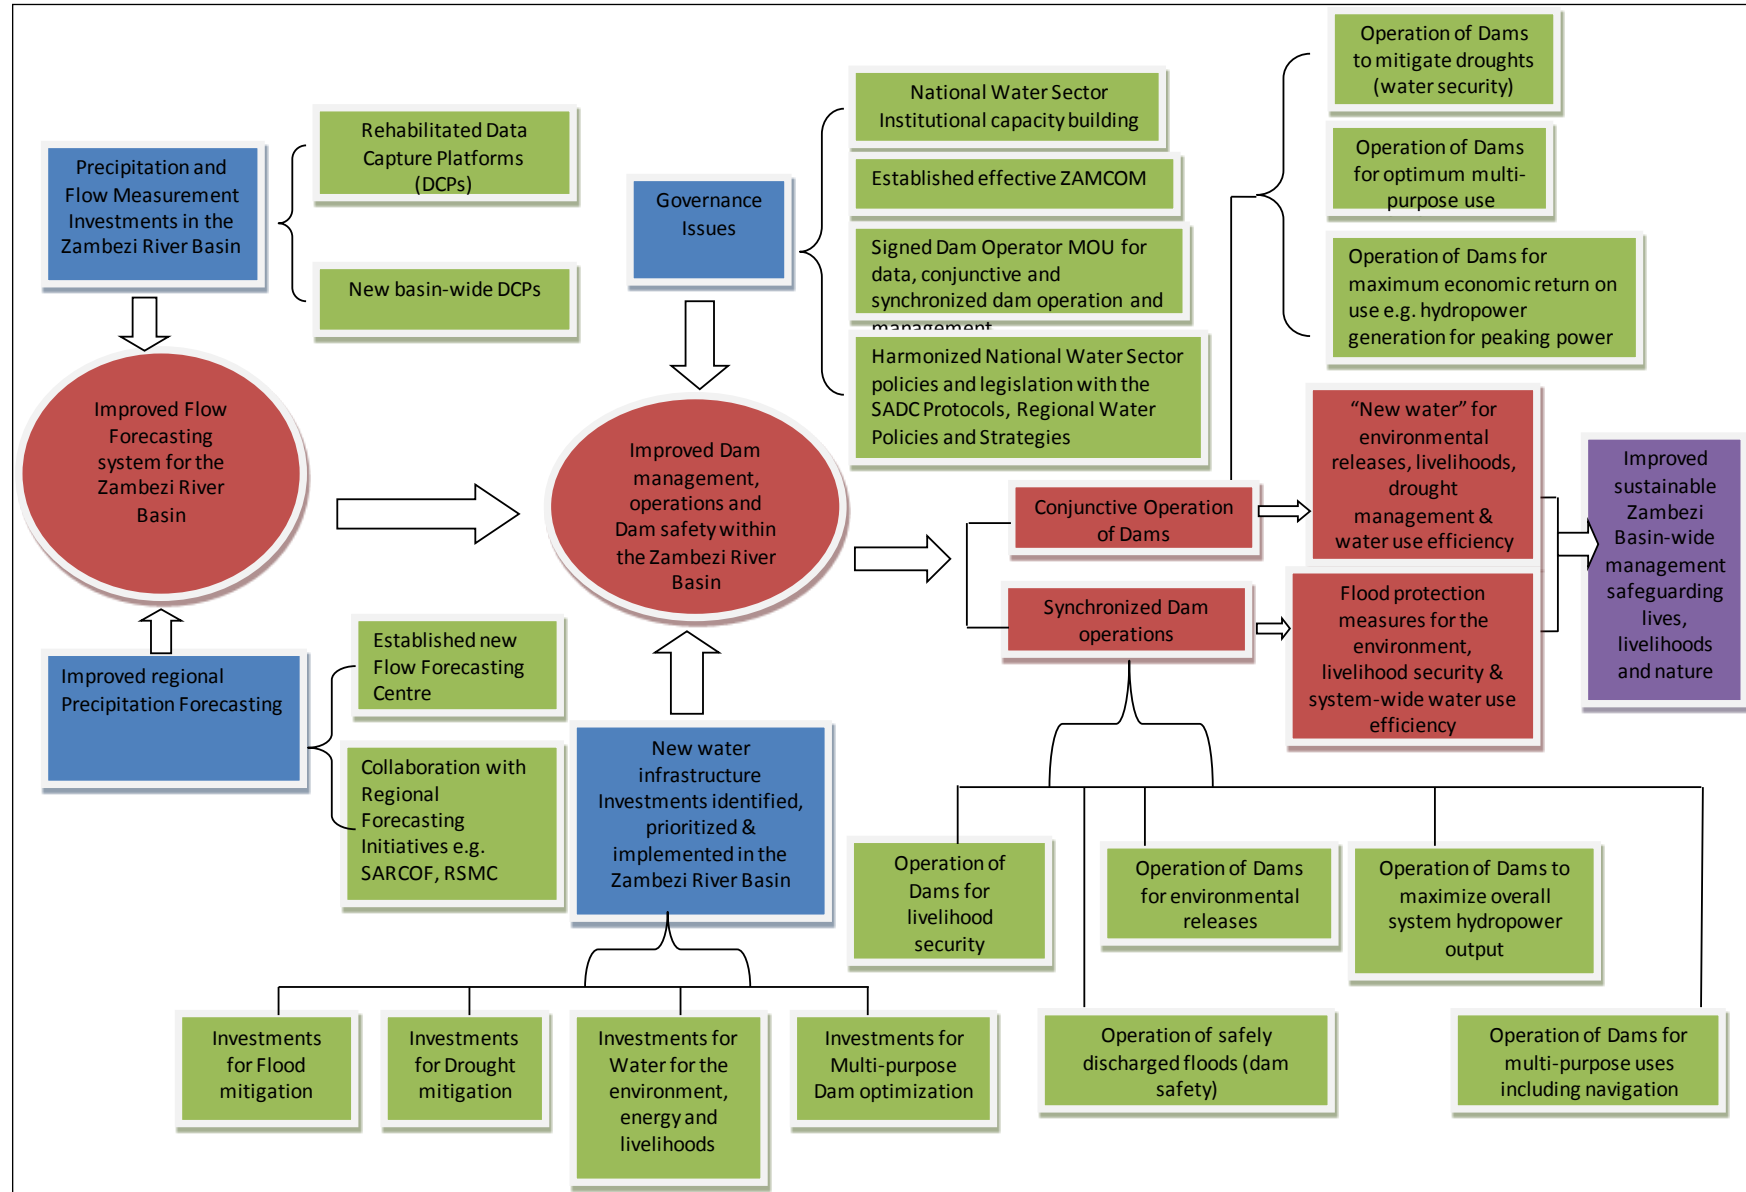 Precipitation and
Flow Measurement
Investments in the
Zambezi River Basin
Rehabilitated Data
Capture Platforms
(DCPs)
New basin-wide DCPs
Improved Flow
Forecasting
system for the
Zambezi River
Basin
Improved regional
Precipitation Forecasting
Established new
Flow Forecasting
Centre
Collaboration with
Regional
Forecasting
Initiatives e.g.
SARCOF, RSMC
Governance
Issues
National Water Sector
Institutional capacity building
Established effective ZAMCOM
Signed Dam Operator MOU for
data, conjunctive and
synchronized dam operation and
management
Harmonized National Water Sector
policies and legislation with the
SADC Protocols, Regional Water
Policies and Strategies
Improved Dam
management,
operations and
Dam safety within
the Zambezi River
Basin
New water
infrastructure
Investments identified,
prioritized &
implemented in the
Zambezi River Basin
Investments
for Flood
mitigation
Investments
for Drought
mitigation
Investments for
Water for the
environment,
energy and
livelihoods
Investments for
Multi-purpose
Dam optimization
Operation of Dams
to mitigate droughts
(water security)
Operation of Dams
for optimum multi-
purpose use
Operation of Dams for
maximum economic return on
use e.g. hydropower
generation for peaking power
Conjunctive Operation
of Dams
Synchronized Dam
operations
“New water” for
environmental
releases, livelihoods,
drought
management &
water use efficiency
Flood protection
measures for the
environment,
livelihood security &
system-wide water use
efficiency
Improved
sustainable
Zambezi
Basin-wide
management
safeguarding
lives,
livelihoods
and nature
Operation of
Dams for
livelihood
security
Operation of Dams
for environmental
releases
Operation of Dams to
maximize overall
system hydropower
output
Operation of safely
discharged floods (dam
safety)
Operation of Dams for
multi-purpose uses
including navigation